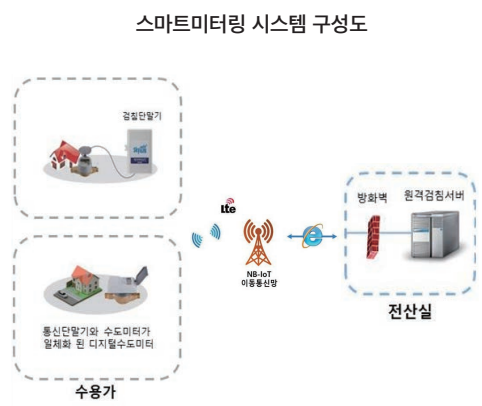 스마트미터링 시스템 구성도
검침단말기
방화벽
원격검침서버
lte
NB-IoT
이동통신망
통신단말기와 수도미터가
일체화 된 디지털수도미터
전산실
수용가